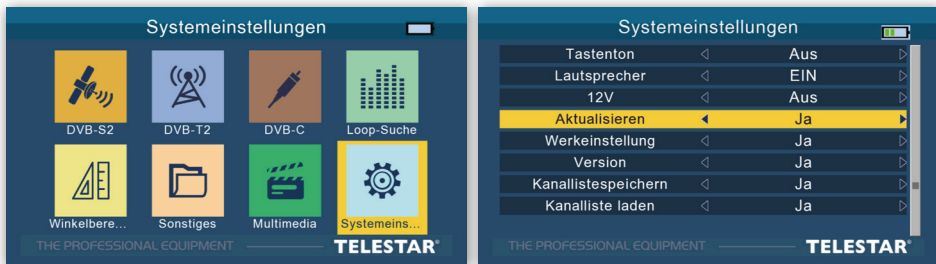 Systemeinstellungen
DVB-S2 DVB-T2 DVB-C Loop-Suche
Winkelbere... Sonstiges Multimedia Systemeins...
THE PROFESSIONAL EQUIPMENT TELESTAR®
Systemeinstellungen
Tastenton Aus
Lautsprecher EIN
12V Aus
Aktualisieren Ja
Werkeinstellung Ja
Version Ja
Kanallistespeichern Ja
Kanalliste laden Ja
THE PROFESSIONAL EQUIPMENT TELESTAR®